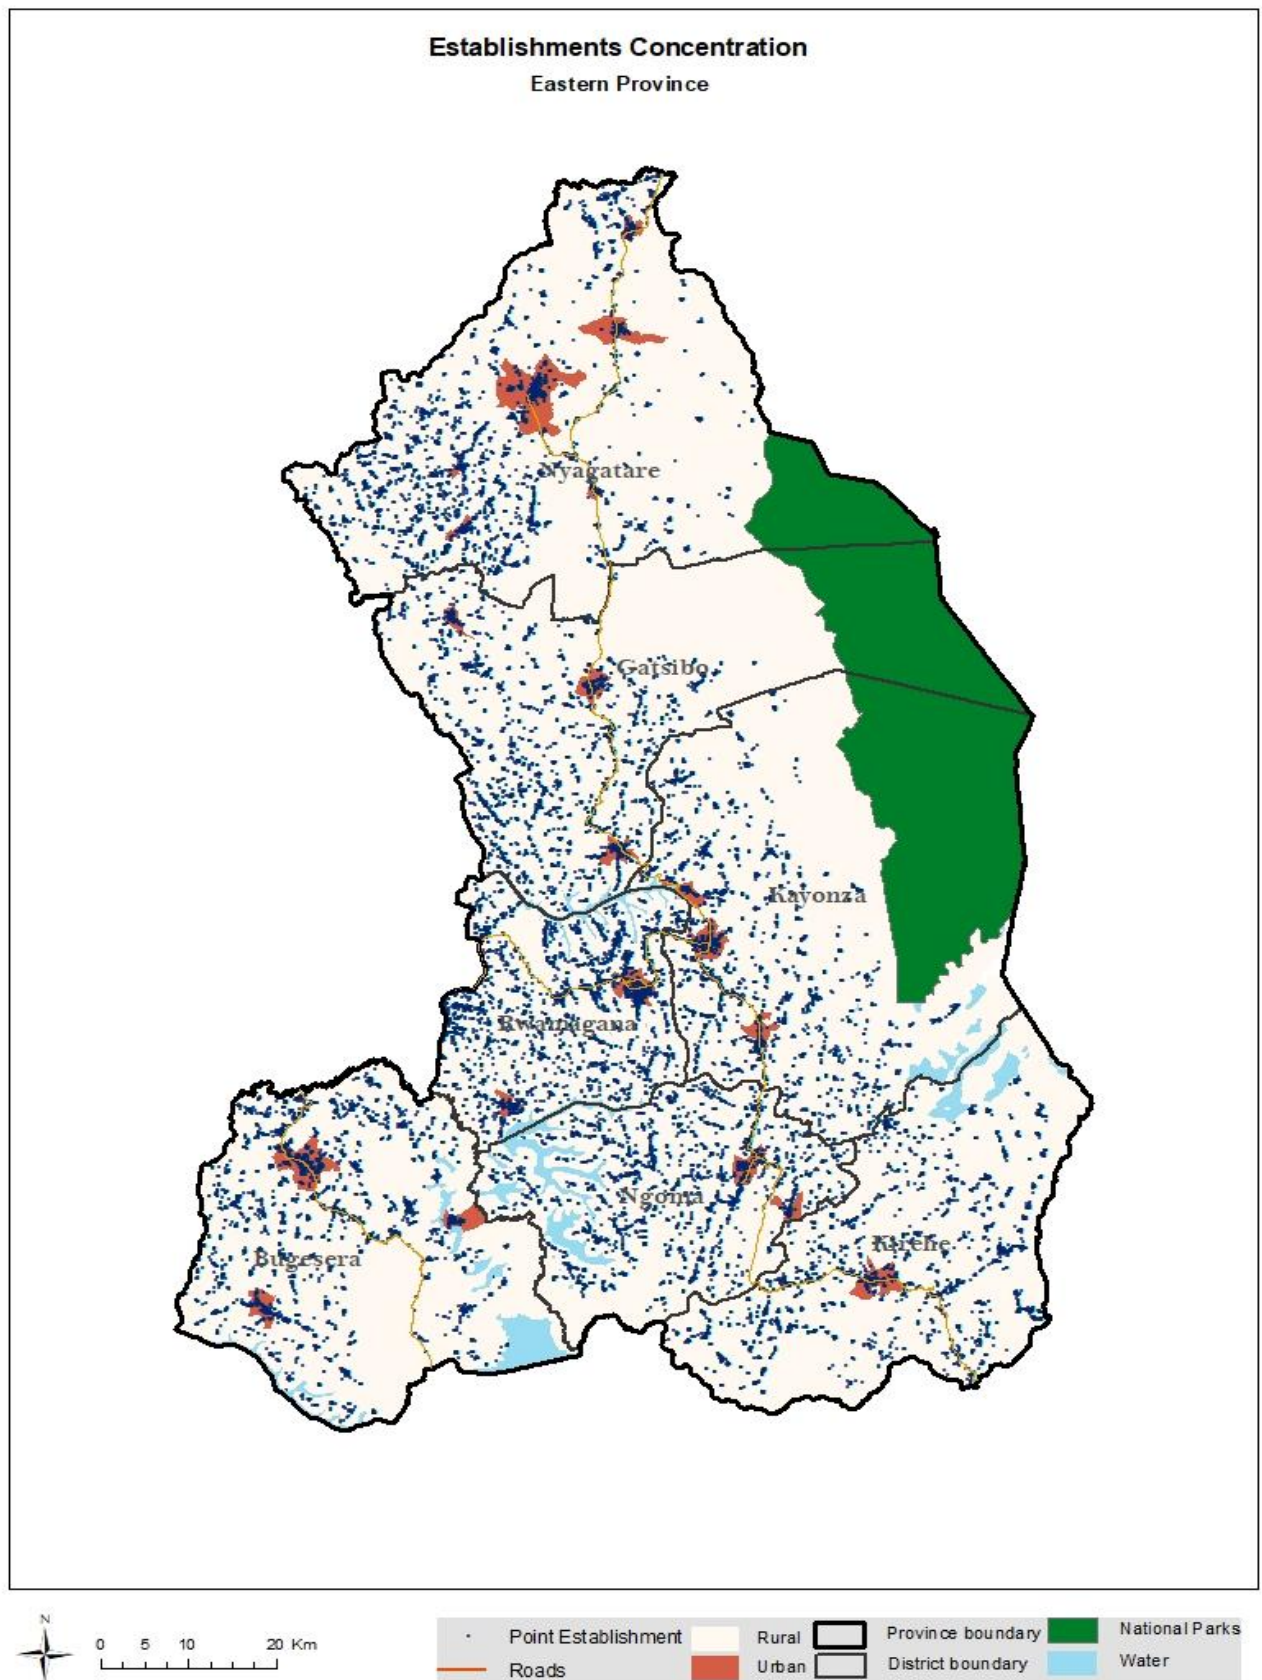 Establishments Concentration
Eastern Province
Nyagatare
Gatsibo
Kayonza
Rwamagana
Ngoma
Kirehe
Bugesera
N
0 5 10 20 Km
Point Establishment
Roads
Rural
Urban
Province boundary
District boundary
National Parks
Water